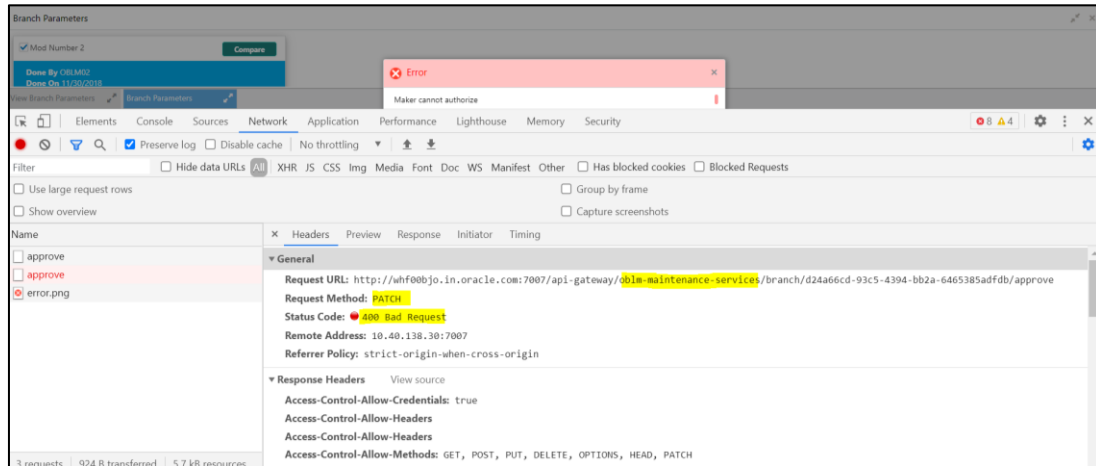 Branch Parameters
Mod Number 2
Compare
Done By OBLM02
Done On 11/30/2018
Error
Maker cannot authorize
View Branch Parameters Branch Parameters
Elements Console Sources Network Application Performance Lighthouse Memory Security 8 4
Preserve log Disable cache No throttling
Filter Hide data URLs All XHR JS CSS Img Media Font Doc WS Manifest Other Has blocked cookies Blocked Requests
Use large request rows Group by frame
Show overview Capture screenshots
Name Headers Preview Response Initiator Timing
approve
approve
error.png
General
Request URL: http://whf00bjo.in.oracle.com:7007/api-gateway/oblm-maintenance-services/branch/d24a66cd-93c5-4394-bb2a-6465385adfdb/approve
Request Method: PATCH
Status Code: 400 Bad Request
Remote Address: 10.40.138.30:7007
Referrer Policy: strict-origin-when-cross-origin
Response Headers View source
Access-Control-Allow-Credentials: true
Access-Control-Allow-Headers
Access-Control-Allow-Headers
Access-Control-Allow-Methods: GET, POST, PUT, DELETE, OPTIONS, HEAD, PATCH
3 requests 924 B transferred 5.7 kB resources